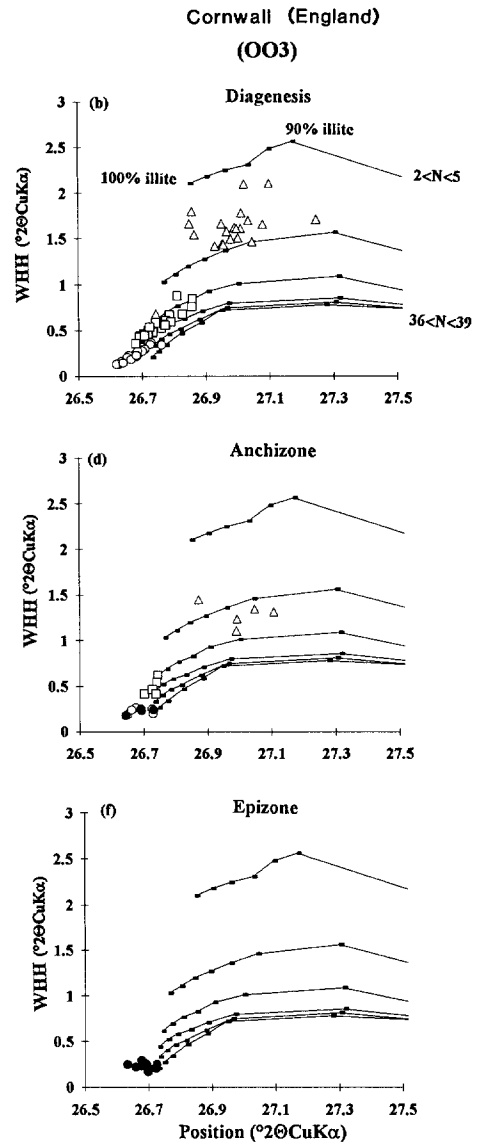 Cornwall (England)
(OO3)
(b) Diagenesis
3
2.5
2
1.5
1
0.5
0
WHH (°2ΘCuKα)
100% illite
90% illite
2<N<5
36<N<39
26.5 26.7 26.9 27.1 27.3 27.5
(d) Anchizone
3
2.5
2
1.5
1
0.5
0
WHH (°2ΘCuKα)
26.5 26.7 26.9 27.1 27.3 27.5
(f) Epizone
3
2.5
2
1.5
1
0.5
0
WHH (°2ΘCuKα)
26.5 26.7 26.9 27.1 27.3 27.5
Position (°2ΘCuKα)